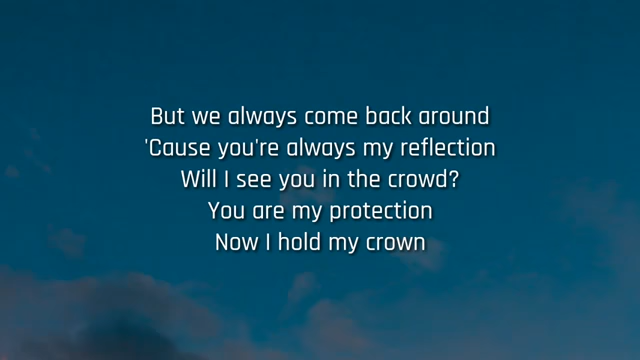 But we always come back around
'Cause you're always my reflection
Will I see you in the crowd?
You are my protection
Now I hold my crown